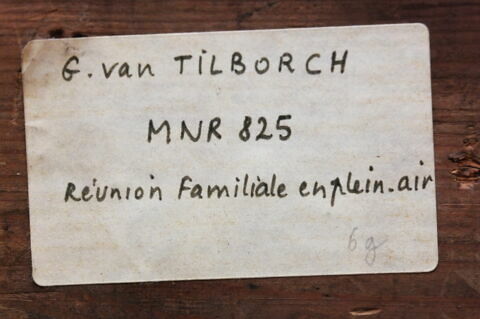 G. van TILBORCH
MNR 825
Réunion Familiale en plein.air
6g